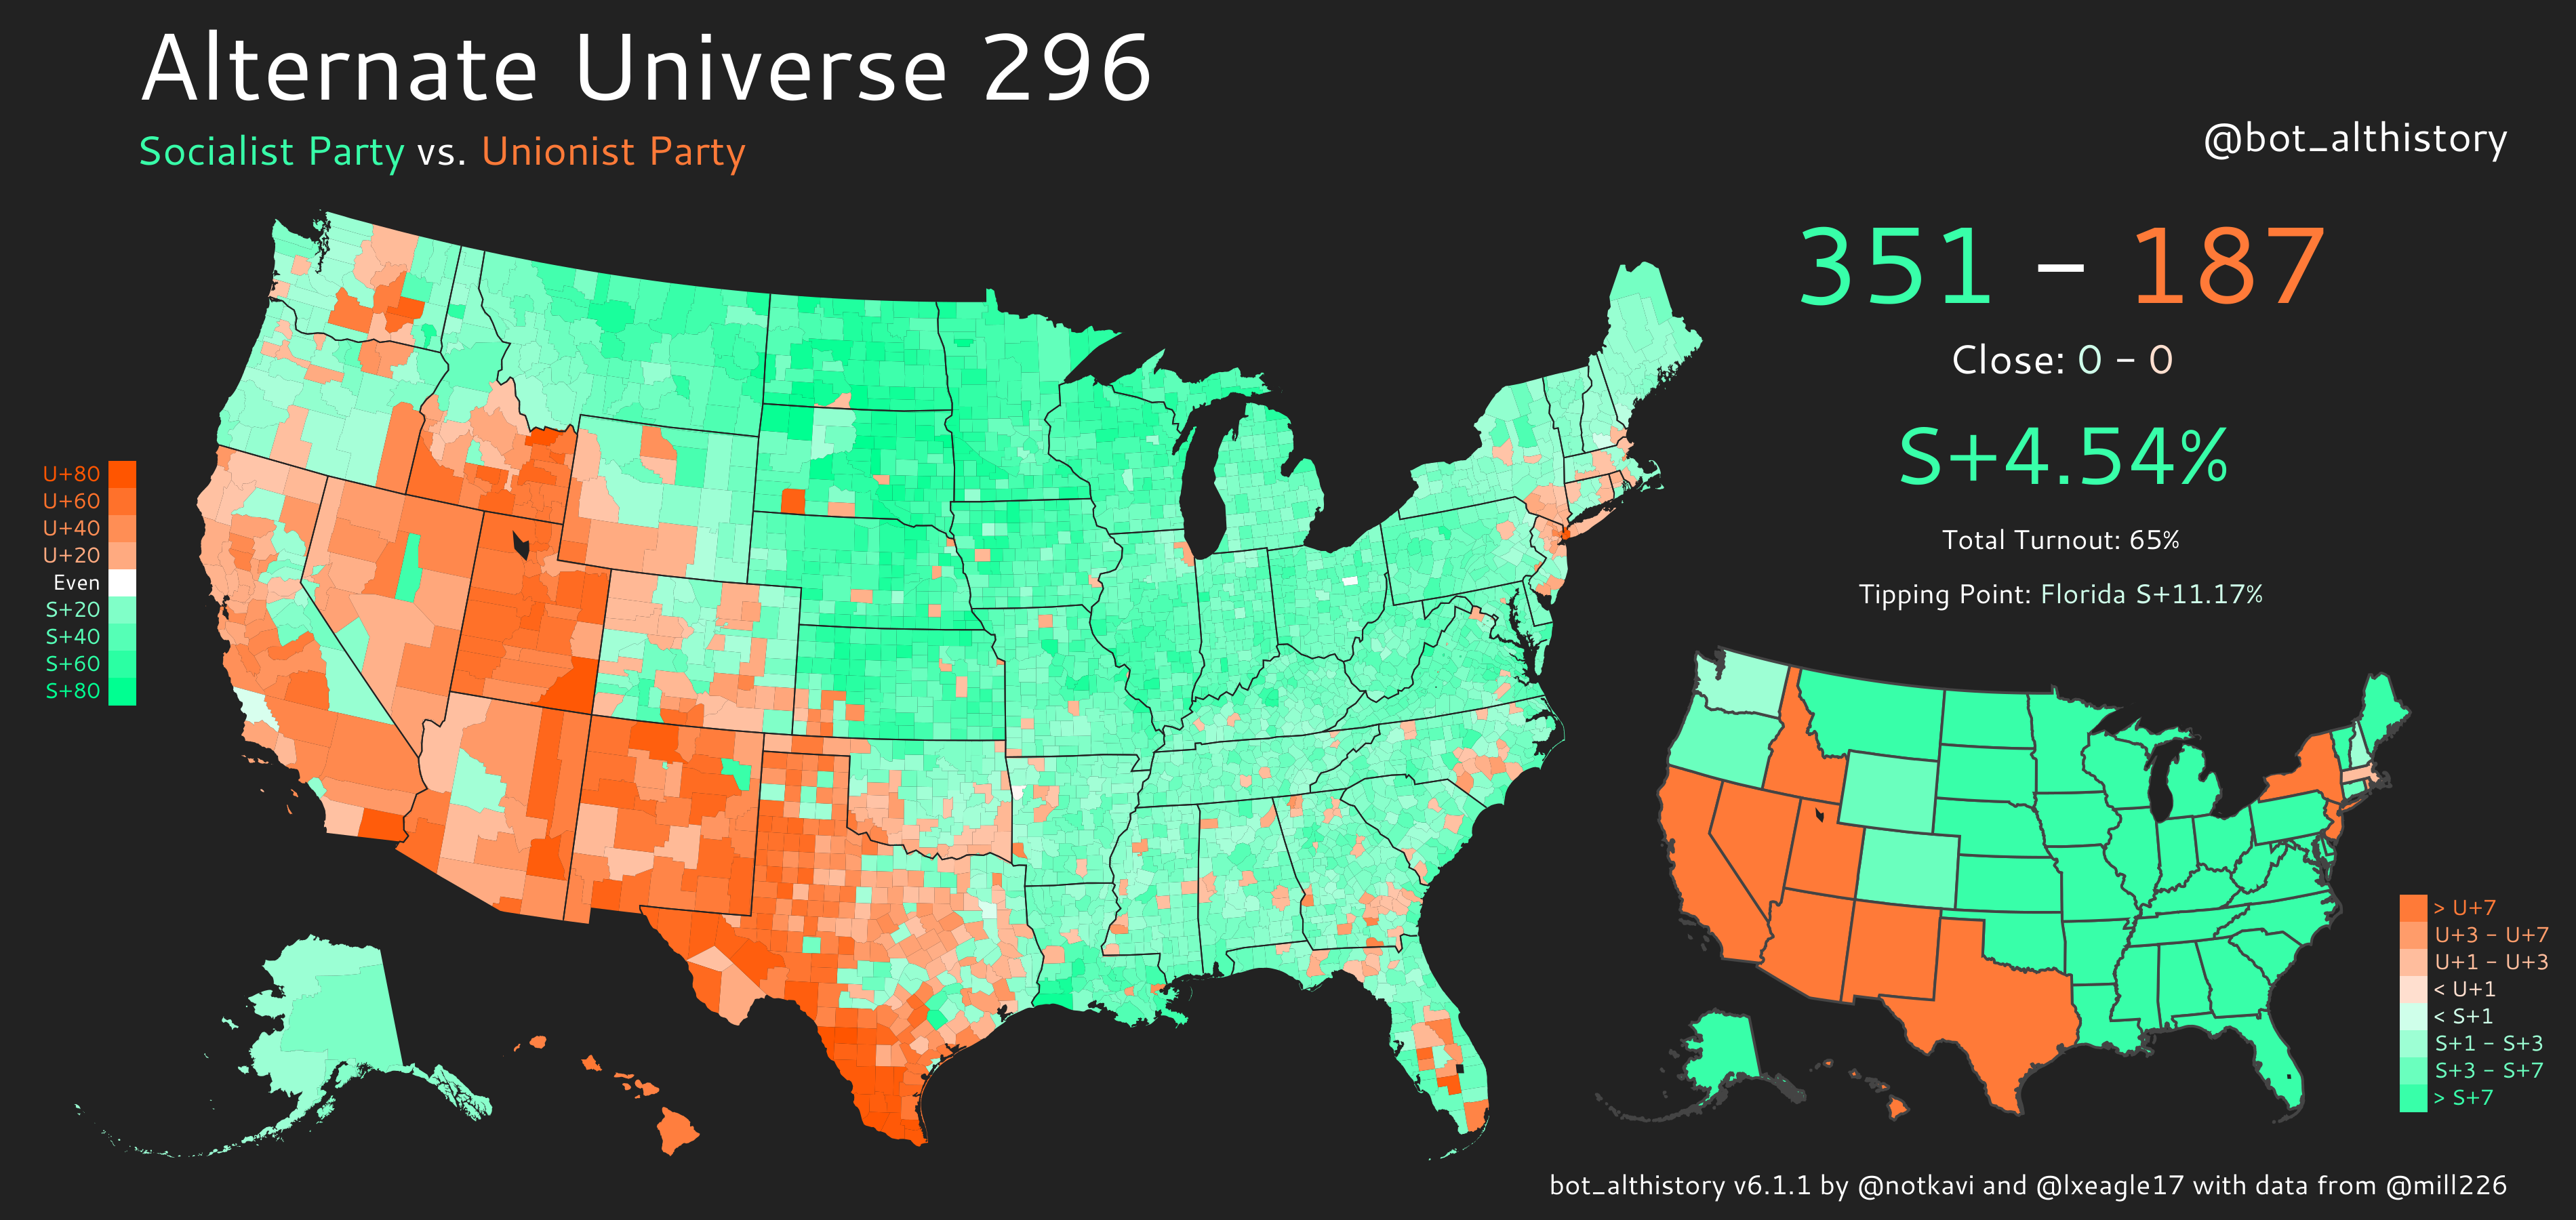 Alternate Universe 296
Socialist Party vs. Unionist Party
@bot_althistory
351 – 187
Close: 0 – 0
S+4.54%
Total Turnout: 65%
Tipping Point: Florida S+11.17%
U+80
U+60
U+40
U+20
Even
S+20
S+40
S+60
S+80
> U+7
U+3 – U+7
U+1 – U+3
< U+1
< S+1
S+1 – S+3
S+3 – S+7
> S+7
bot_althistory v6.1.1 by @notkavi and @lxeagle17 with data from @mill226